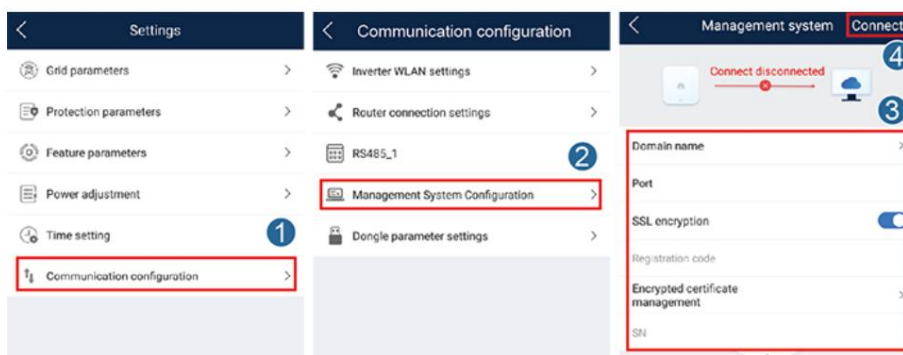 Settings
Grid parameters
Protection parameters
Feature parameters
Power adjustment
Time setting
1
Communication configuration
Communication configuration
Inverter WLAN settings
Router connection settings
RS485_1
2
Management System Configuration
Dongle parameter settings
Management system
Connect
4
Connect disconnected
3
Domain name
Port
SSL encryption
Registration code
Encrypted certificate
management
SN